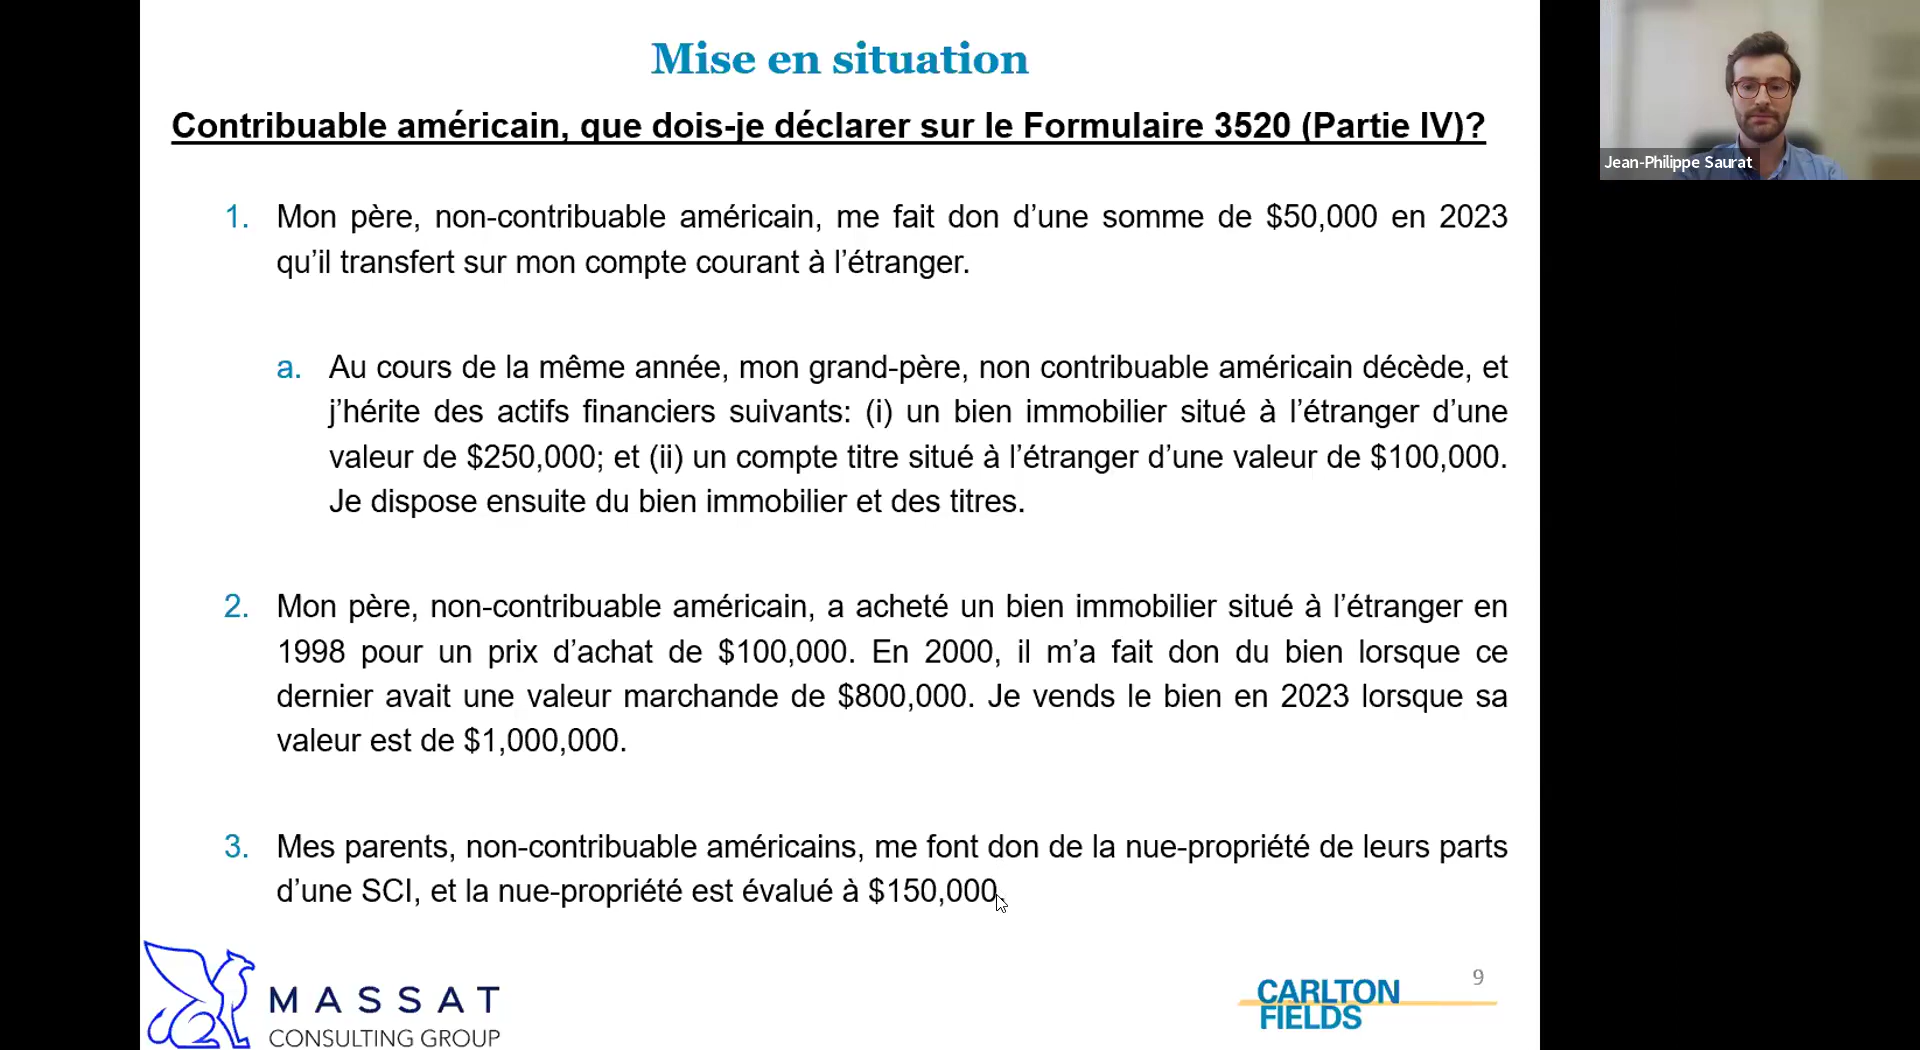 Mise en situation
Contribuable américain, que dois-je déclarer sur le Formulaire 3520 (Partie IV)?
1. Mon père, non-contribuable américain, me fait don d’une somme de $50,000 en 2023
qu’il transfert sur mon compte courant à l’étranger.
a. Au cours de la même année, mon grand-père, non contribuable américain décède, et
j’hérite des actifs financiers suivants: (i) un bien immobilier situé à l’étranger d’une
valeur de $250,000; et (ii) un compte titre situé à l’étranger d’une valeur de $100,000.
Je dispose ensuite du bien immobilier et des titres.
2. Mon père, non-contribuable américain, a acheté un bien immobilier situé à l’étranger en
1998 pour un prix d’achat de $100,000. En 2000, il m’a fait don du bien lorsque ce
dernier avait une valeur marchande de $800,000. Je vends le bien en 2023 lorsque sa
valeur est de $1,000,000.
3. Mes parents, non-contribuable américains, me font don de la nue-propriété de leurs parts
d’une SCI, et la nue-propriété est évalué à $150,000.
MASSAT
CONSULTING GROUP
CARLTON
FIELDS
9
Jean-Philippe Saurat